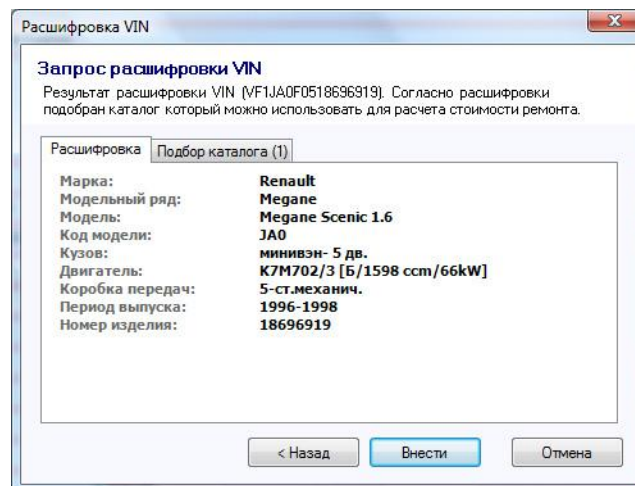 Расшифровка VIN
Запрос расшифровки VIN
Результат расшифровки VIN (VF1JA0F0518696919). Согласно расшифровки
подобран каталог который можно использовать для расчета стоимости ремонта.
Расшифровка Подбор каталога (1)
Марка: Renault
Модельный ряд: Megane
Модель: Megane Scenic 1.6
Код модели: JA0
Кузов: минивэн- 5 дв.
Двигатель: K7M702/3 [Б/1598 ccm/66kW]
Коробка передач: 5-ст.механич.
Период выпуска: 1996-1998
Номер изделия: 18696919
< Назад Внести Отмена